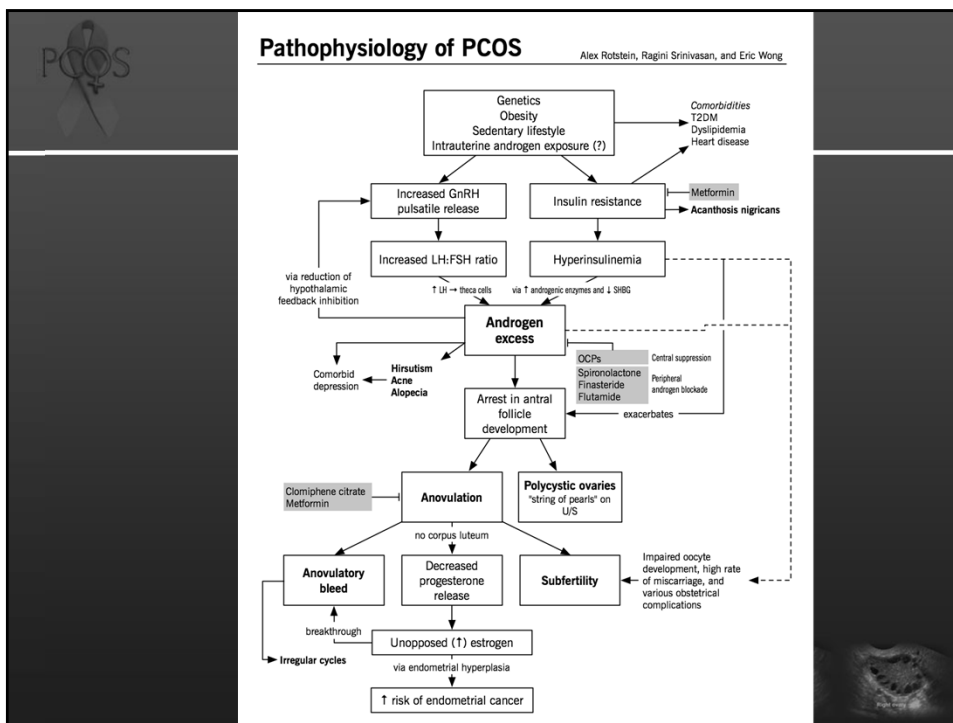 PCOS
Pathophysiology of PCOS
Alex Rotstein, Ragini Srinivasan, and Eric Wong
Genetics
Obesity
Sedentary lifestyle
Intrauterine androgen exposure (?)
Comorbidities
T2DM
Dyslipidemia
Heart disease
Increased GnRH
pulsatile release
Insulin resistance
Metformin
Acanthosis nigricans
Increased LH:FSH ratio
Hyperinsulinemia
via reduction of
hypothalamic
feedback inhibition
↑ LH → theca cells
via ↑ androgenic enzymes and ↓ SHBG
Androgen
excess
OCPs
Central suppression
Spironolactone
Finasteride
Flutamide
Peripheral
androgen blockade
Comorbid
depression
Hirsutism
Acne
Alopecia
Arrest in antral
follicle
development
exacerbates
Clomiphene citrate
Metformin
Anovulation
Polycystic ovaries
"string of pearls" on
U/S
no corpus luteum
Anovulatory
bleed
Decreased
progesterone
release
Subfertility
Impaired oocyte
development, high rate
of miscarriage, and
various obstetrical
complications
breakthrough
Unopposed (↑) estrogen
Irregular cycles
via endometrial hyperplasia
↑ risk of endometrial cancer
Right ovary